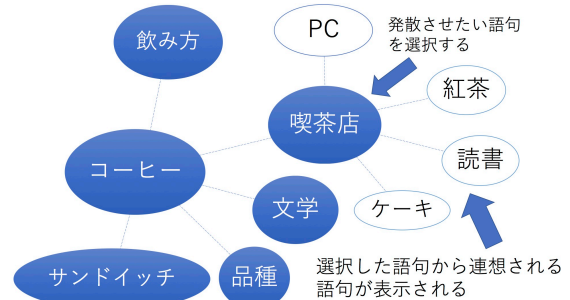 飲み方
PC
発散させたい語句
を選択する
紅茶
喫茶店
コーヒー
読書
文学
ケーキ
サンドイッチ
品種
選択した語句から連想される
語句が表示される